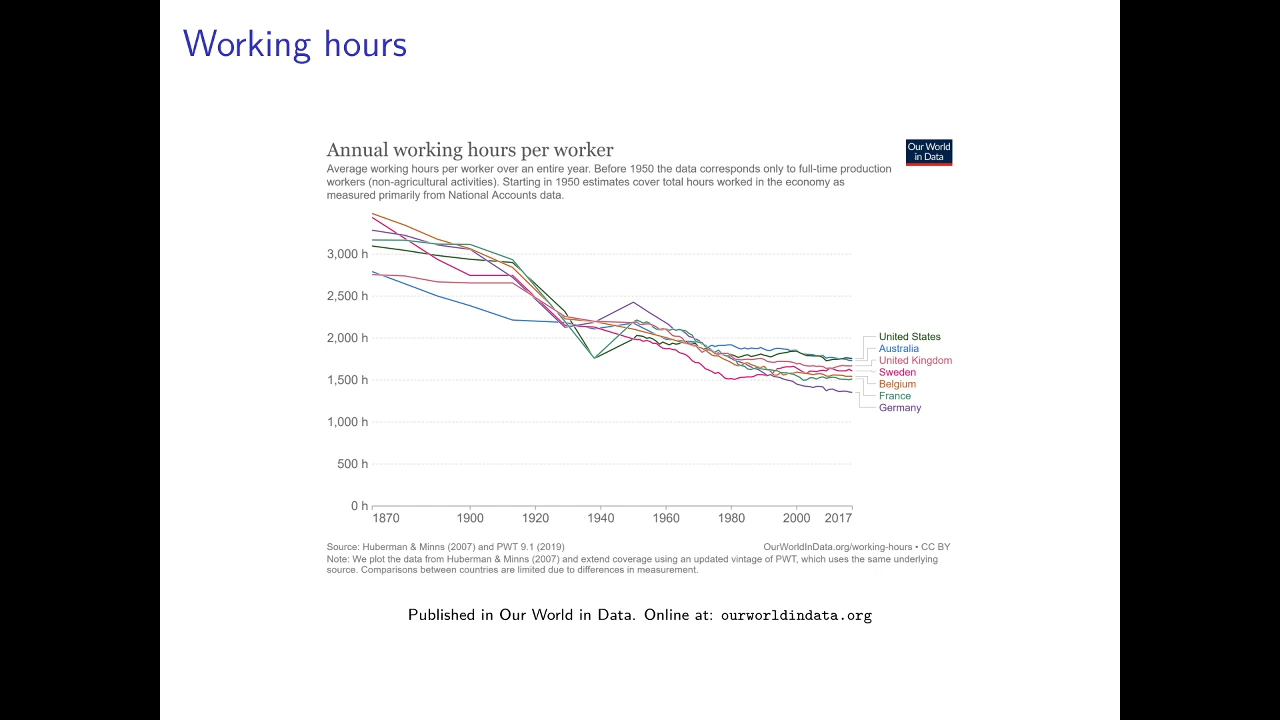 Working hours
Annual working hours per worker
Our World
in Data
Average working hours per worker over an entire year. Before 1950 the data corresponds only to full-time production
workers (non-agricultural activities). Starting in 1950 estimates cover total hours worked in the economy as
measured primarily from National Accounts data.
3,000 h
2,500 h
2,000 h
1,500 h
1,000 h
500 h
0 h
United States
Australia
United Kingdom
Sweden
Belgium
France
Germany
1870 1900 1920 1940 1960 1980 2000 2017
Source: Huberman & Minns (2007) and PWT 9.1 (2019) OurWorldInData.org/working-hours • CC BY
Note: We plot the data from Huberman & Minns (2007) and extend coverage using an updated vintage of PWT, which uses the same underlying
source. Comparisons between countries are limited due to differences in measurement.
Published in Our World in Data. Online at: ourworldindata.org